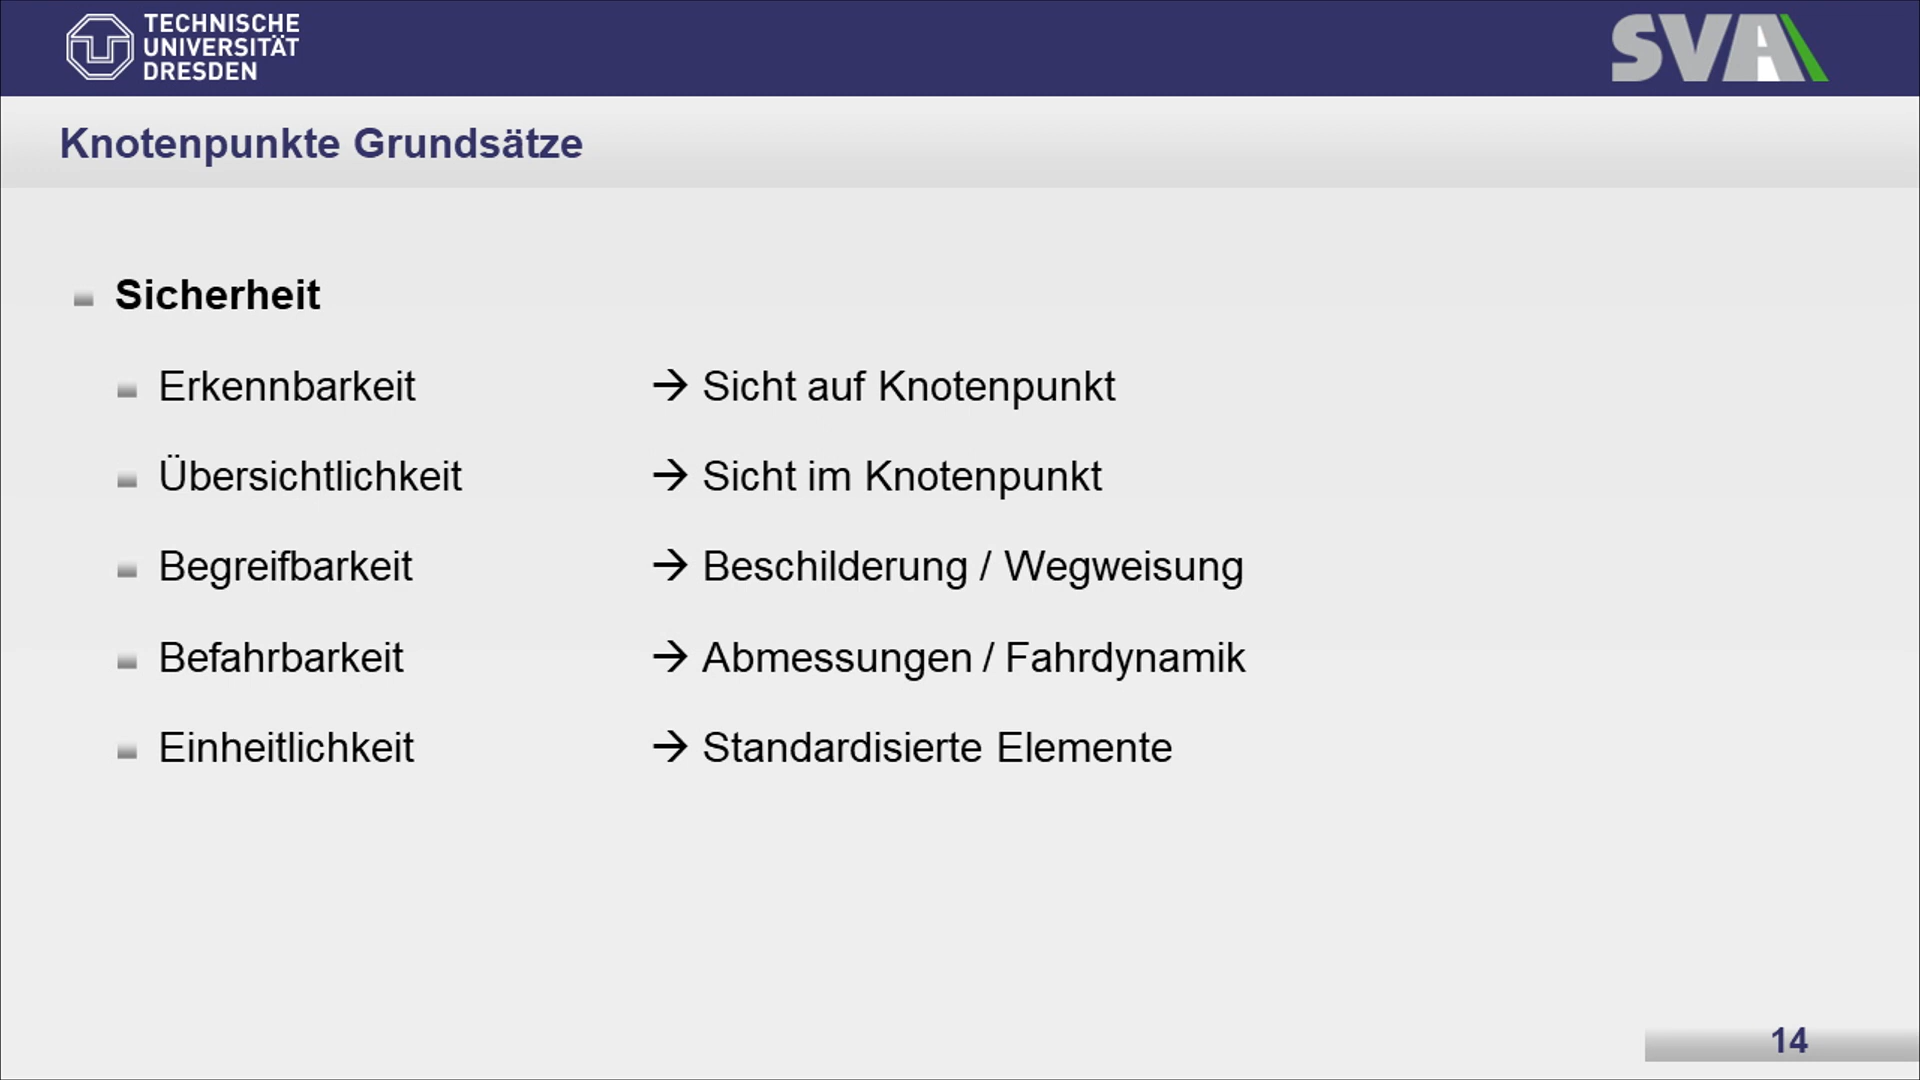 TECHNISCHE
UNIVERSITÄT
DRESDEN
SVA
Knotenpunkte Grundsätze
Sicherheit
Erkennbarkeit → Sicht auf Knotenpunkt
Übersichtlichkeit → Sicht im Knotenpunkt
Begreifbarkeit → Beschilderung / Wegweisung
Befahrbarkeit → Abmessungen / Fahrdynamik
Einheitlichkeit → Standardisierte Elemente
14